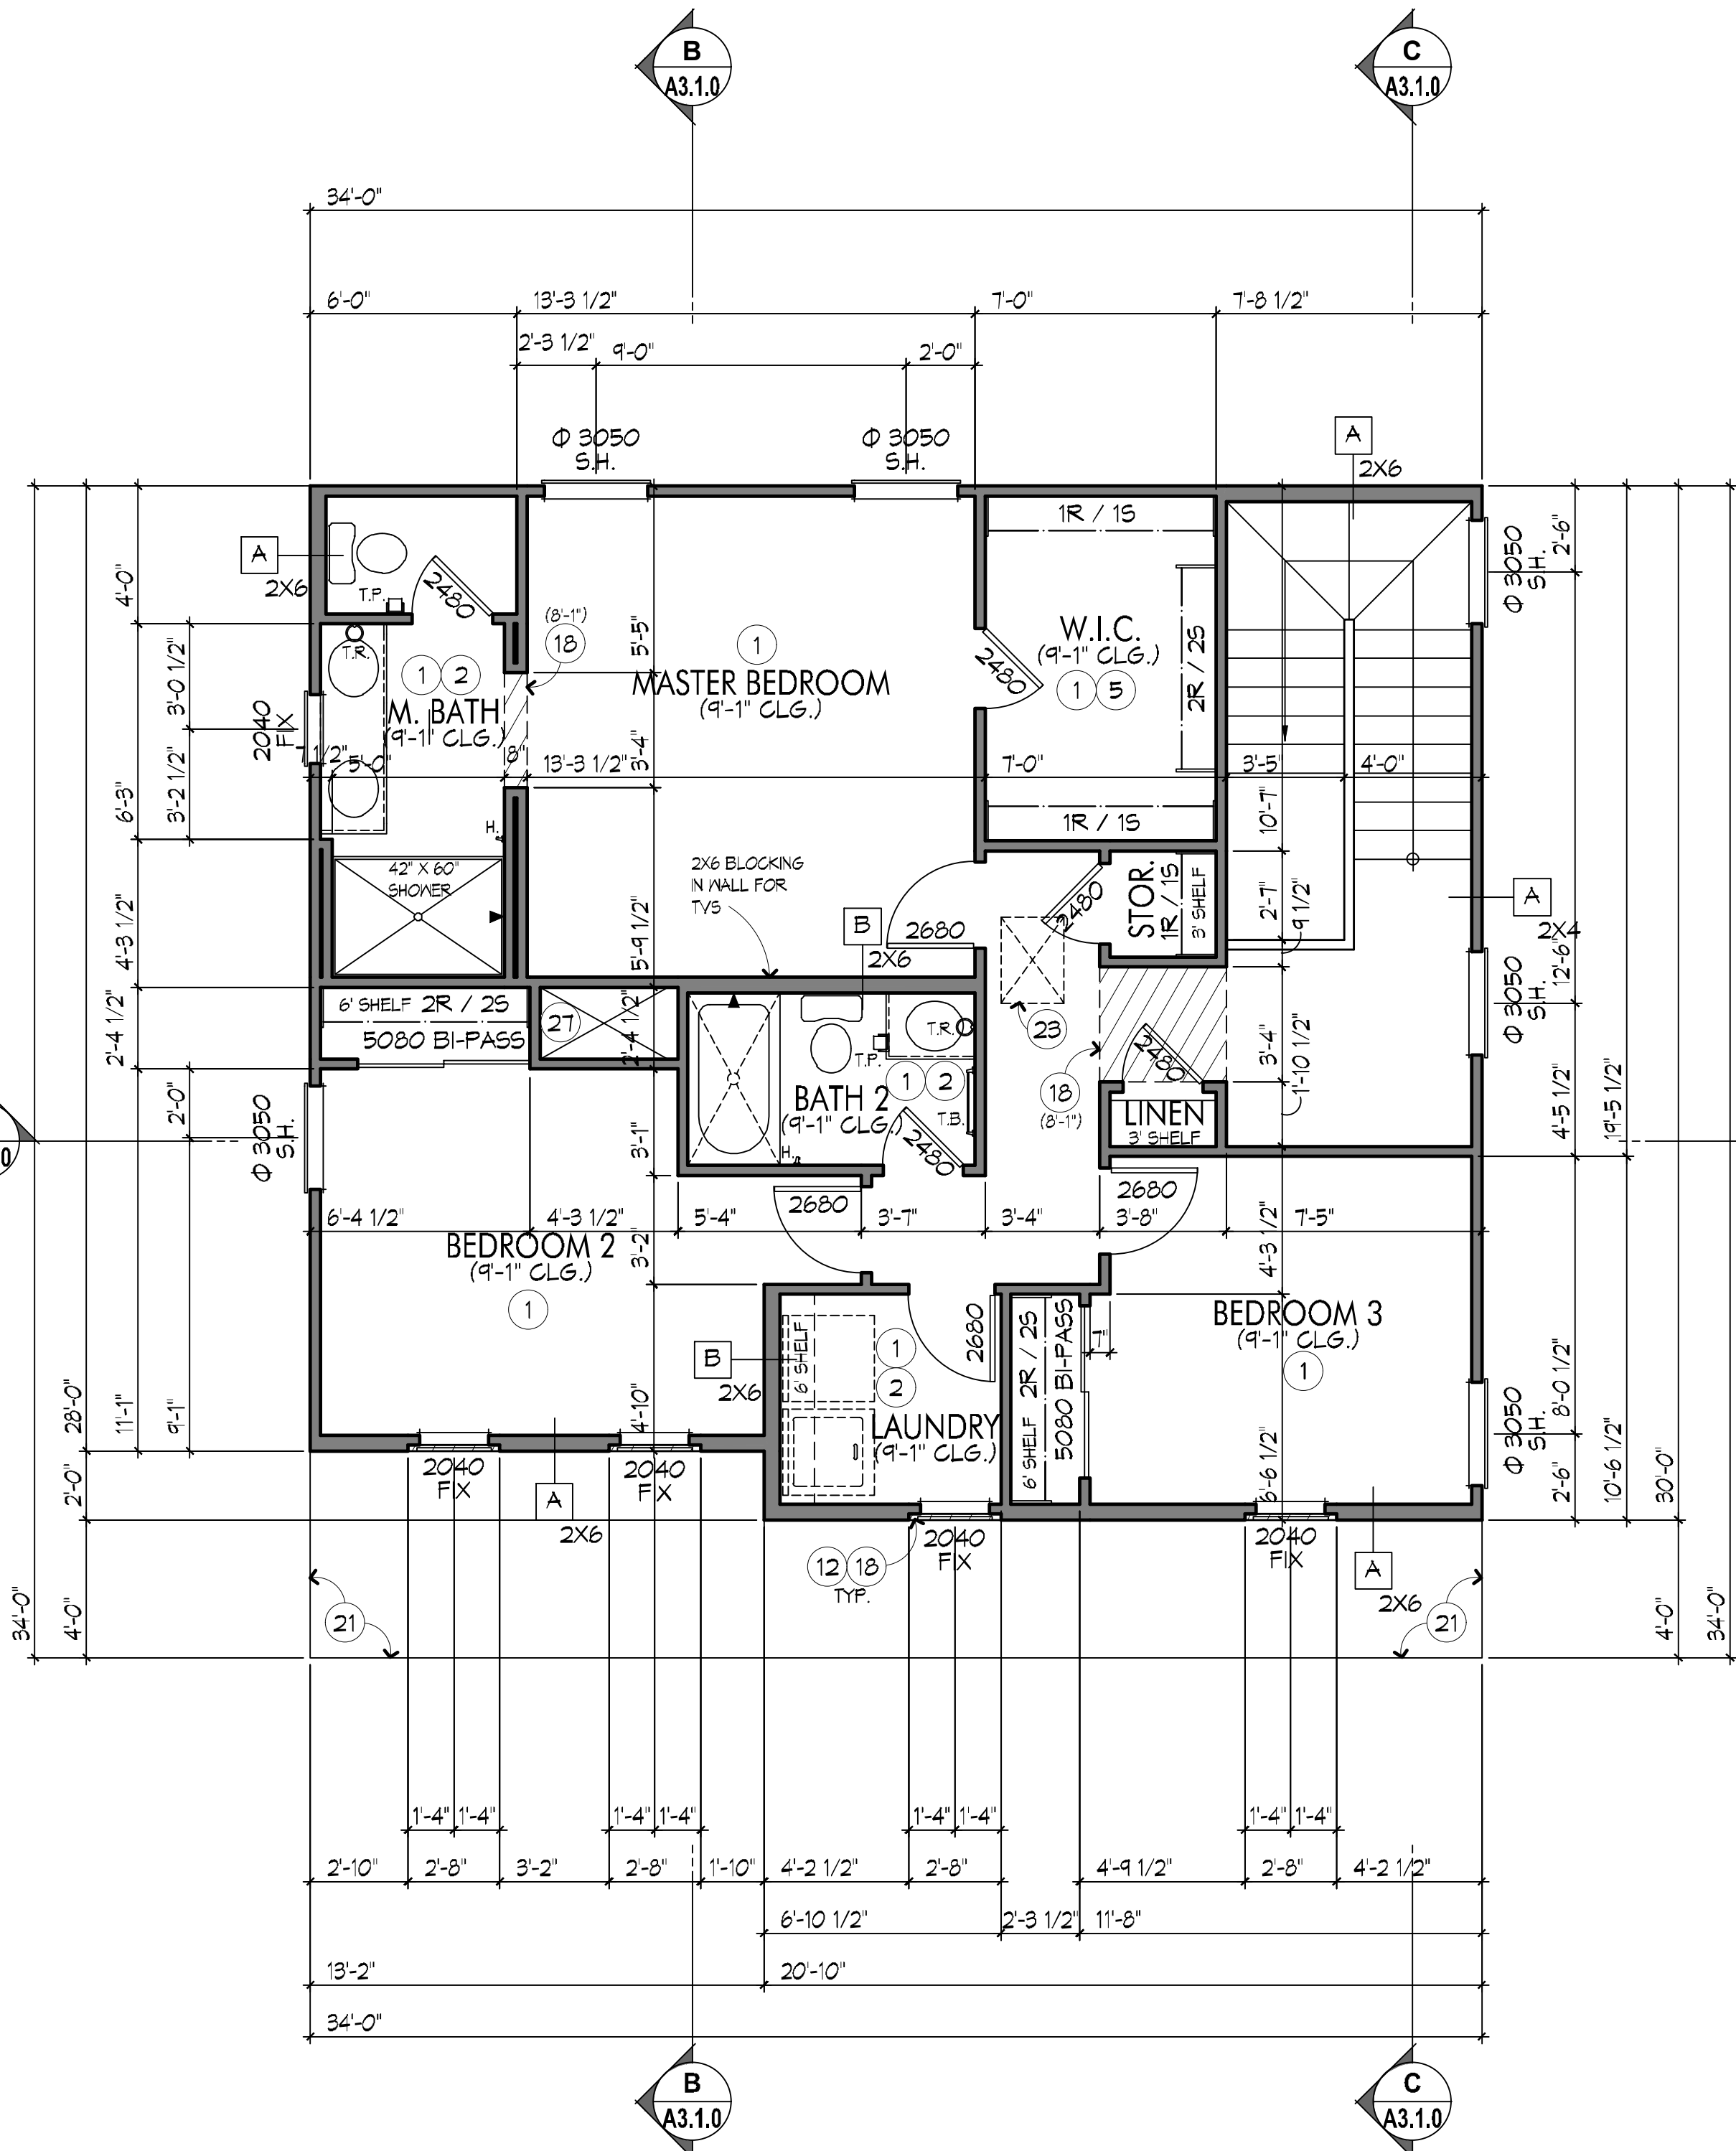 B
A3.1.0
C
A3.1.0
34'-0"
6'-0"
13'-3 1/2"
7'-0"
7'-8 1/2"
2'-3 1/2"
9'-0"
2'-0"
Φ 3050
S.H.
Φ 3050
S.H.
A
2X6
A
2X6
T.P.
2480
(8'-1")
18
T.R.
1
2
M. BATH
(9'-1" CLG.)
2040
FIX
1
MASTER BEDROOM
(9'-1" CLG.)
5'-5"
2480
1R / 1S
W.I.C.
(9'-1" CLG.)
1
5
2R / 2S
1R / 1S
Φ 3050
S.H.
2'-6"
4'-0"
3'-0 1/2"
3'-2 1/2"
6'-3"
4'-3 1/2"
2'-4 1/2"
7 1/2"
5'-0"
8"
13'-3 1/2"
3'-4"
7'-0"
3'-5"
4'-0"
10'-7"
H.
42" X 60"
SHOWER
2X6 BLOCKING
IN WALL FOR
TVS
B
2X6
2680
2480
STOR.
1R / 1S
3' SHELF
2'-7"
9 1/2"
A
2X4
12'-6"
5'-9 1/2"
6' SHELF 2R / 2S
5080 BI-PASS
27
2'-4 1/2"
T.P.
T.R.
1
2
BATH 2
(9'-1" CLG.)
T.B.
2480
H.
23
18
(8'-1")
2480
LINEN
3' SHELF
3'-4"
1'-10 1/2"
Φ 3050
S.H.
4'-5 1/2"
19'-5 1/2"
0
Φ 3050
S.H.
2'-0"
3'-1"
2680
2680
6'-4 1/2"
4'-3 1/2"
5'-4"
3'-7"
3'-4"
3'-8"
7'-5"
BEDROOM 2
(9'-1" CLG.)
1
3'-2"
4'-3 1/2"
B
2X6
6' SHELF
1
2
LAUNDRY
(9'-1" CLG.)
2680
6' SHELF 2R / 2S
5080 BI-PASS
7"
BEDROOM 3
(9'-1" CLG.)
1
Φ 3050
S.H.
8'-0 1/2"
2'-6"
10'-6 1/2"
30'-0"
34'-0"
4'-0"
9'-1"
11'-1"
28'-0"
2'-0"
4'-0"
34'-0"
4'-10"
6'-6 1/2"
2040
FIX
2040
FIX
A
2X6
2040
FIX
12
18
TYP.
2040
FIX
A
2X6
21
21
1'-4"
1'-4"
1'-4"
1'-4"
1'-4"
1'-4"
1'-4"
1'-4"
2'-10"
2'-8"
3'-2"
2'-8"
1'-10"
4'-2 1/2"
2'-8"
4'-9 1/2"
2'-8"
4'-2 1/2"
6'-10 1/2"
2'-3 1/2"
11'-8"
13'-2"
20'-10"
34'-0"
B
A3.1.0
C
A3.1.0